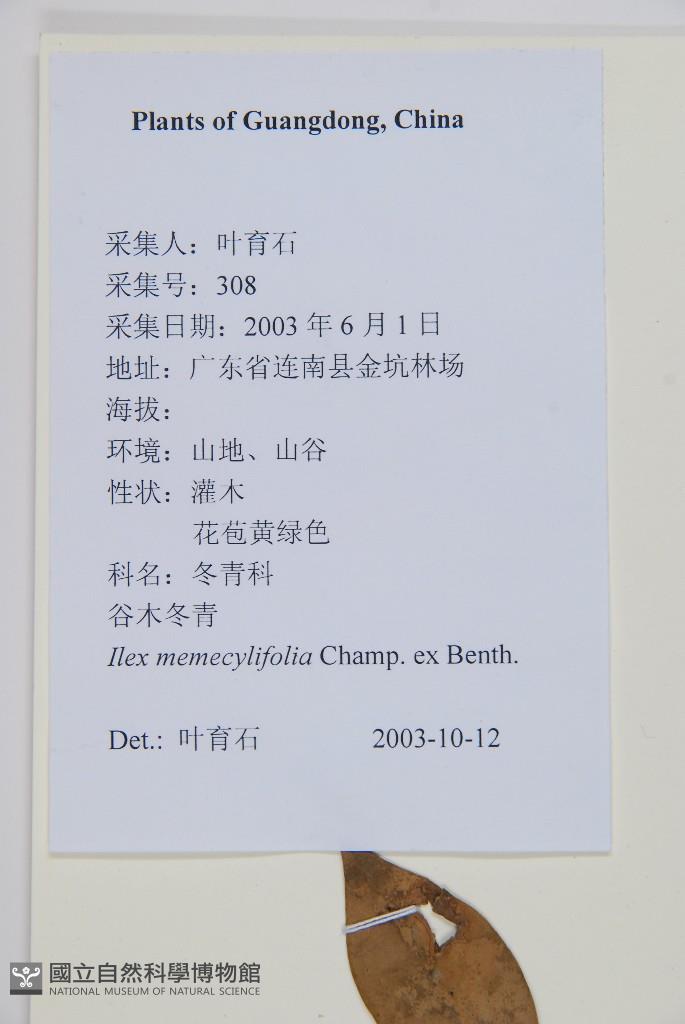 Plants of Guangdong, China
采集人：叶育石
采集号：308
采集日期：2003 年 6 月 1 日
地址：广东省连南县金坑林场
海拔：
环境：山地、山谷
性状：灌木
花苞黄绿色
科名：冬青科
谷木冬青
Ilex memecylifolia Champ. ex Benth.
Det.: 叶育石 2003-10-12
國立自然科學博物館
NATIONAL MUSEUM OF NATURAL SCIENCE